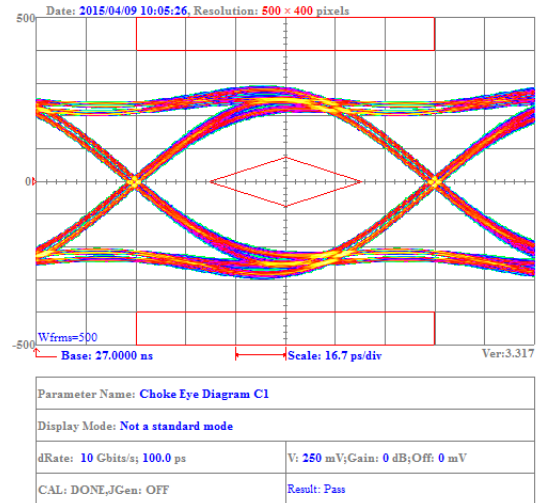 Date: 2015/04/09 10:05:26, Resolution: 500 × 400 pixels
500
0
-500
Wfrms=500
Base: 27.0000 ns
Scale: 16.7 ps/div
Ver:3.317
Parameter Name: Choke Eye Diagram C1
Display Mode: Not a standard mode
dRate: 10 Gbits/s; 100.0 ps
V: 250 mV;Gain: 0 dB;Off: 0 mV
CAL: DONE,JGen: OFF
Result: Pass